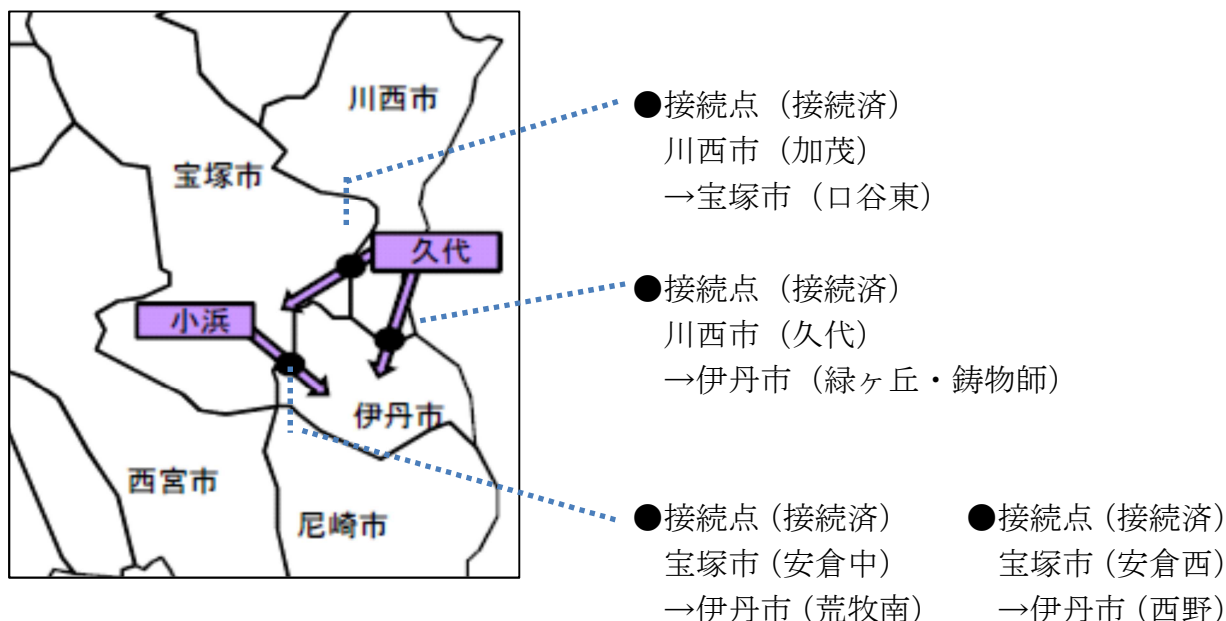 川西市
宝塚市
久代
小浜
伊丹市
西宮市
尼崎市
●接続点（接続済）
川西市（加茂）
→宝塚市（口谷東）
●接続点（接続済）
川西市（久代）
→伊丹市（緑ヶ丘・鋳物師）
●接続点（接続済）
宝塚市（安倉中）
→伊丹市（荒牧南）
●接続点（接続済）
宝塚市（安倉西）
→伊丹市（西野）